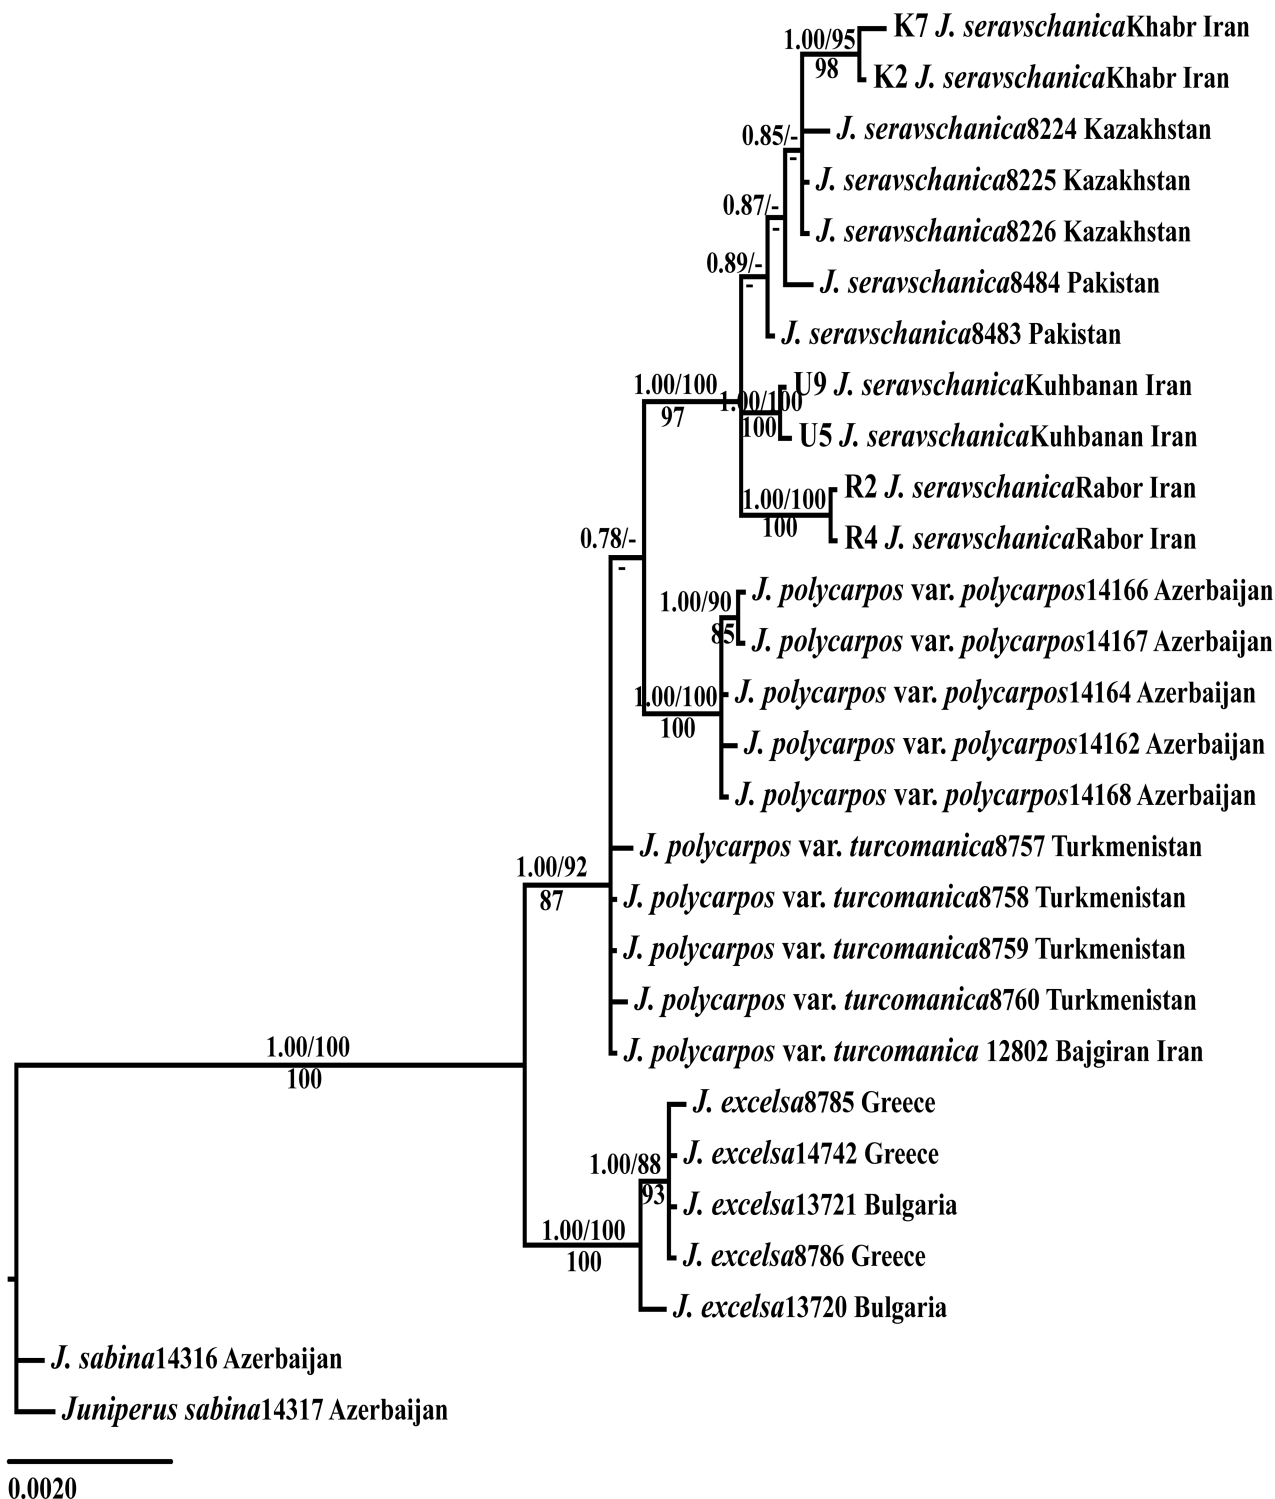 K7 J. seravschanicaKhabr Iran
1.00/95
98
K2 J. seravschanicaKhabr Iran
J. seravschanica8224 Kazakhstan
0.85/-
-
J. seravschanica8225 Kazakhstan
0.87/-
-
J. seravschanica8226 Kazakhstan
0.89/-
-
J. seravschanica8484 Pakistan
J. seravschanica8483 Pakistan
1.00/100
97
U9 J. seravschanicaKuhbanan Iran
1.00/100
100
U5 J. seravschanicaKuhbanan Iran
R2 J. seravschanicaRabor Iran
1.00/100
100
R4 J. seravschanicaRabor Iran
0.78/-
-
J. polycarpos var. polycarpos14166 Azerbaijan
1.00/90
85
J. polycarpos var. polycarpos14167 Azerbaijan
J. polycarpos var. polycarpos14164 Azerbaijan
1.00/100
100
J. polycarpos var. polycarpos14162 Azerbaijan
J. polycarpos var. polycarpos14168 Azerbaijan
J. polycarpos var. turcomanica8757 Turkmenistan
1.00/92
87
J. polycarpos var. turcomanica8758 Turkmenistan
J. polycarpos var. turcomanica8759 Turkmenistan
J. polycarpos var. turcomanica8760 Turkmenistan
J. polycarpos var. turcomanica 12802 Bajgiran Iran
1.00/100
100
J. excelsa8785 Greece
J. excelsa14742 Greece
1.00/88
93
J. excelsa13721 Bulgaria
1.00/100
100
J. excelsa8786 Greece
J. excelsa13720 Bulgaria
J. sabina14316 Azerbaijan
Juniperus sabina14317 Azerbaijan
0.0020